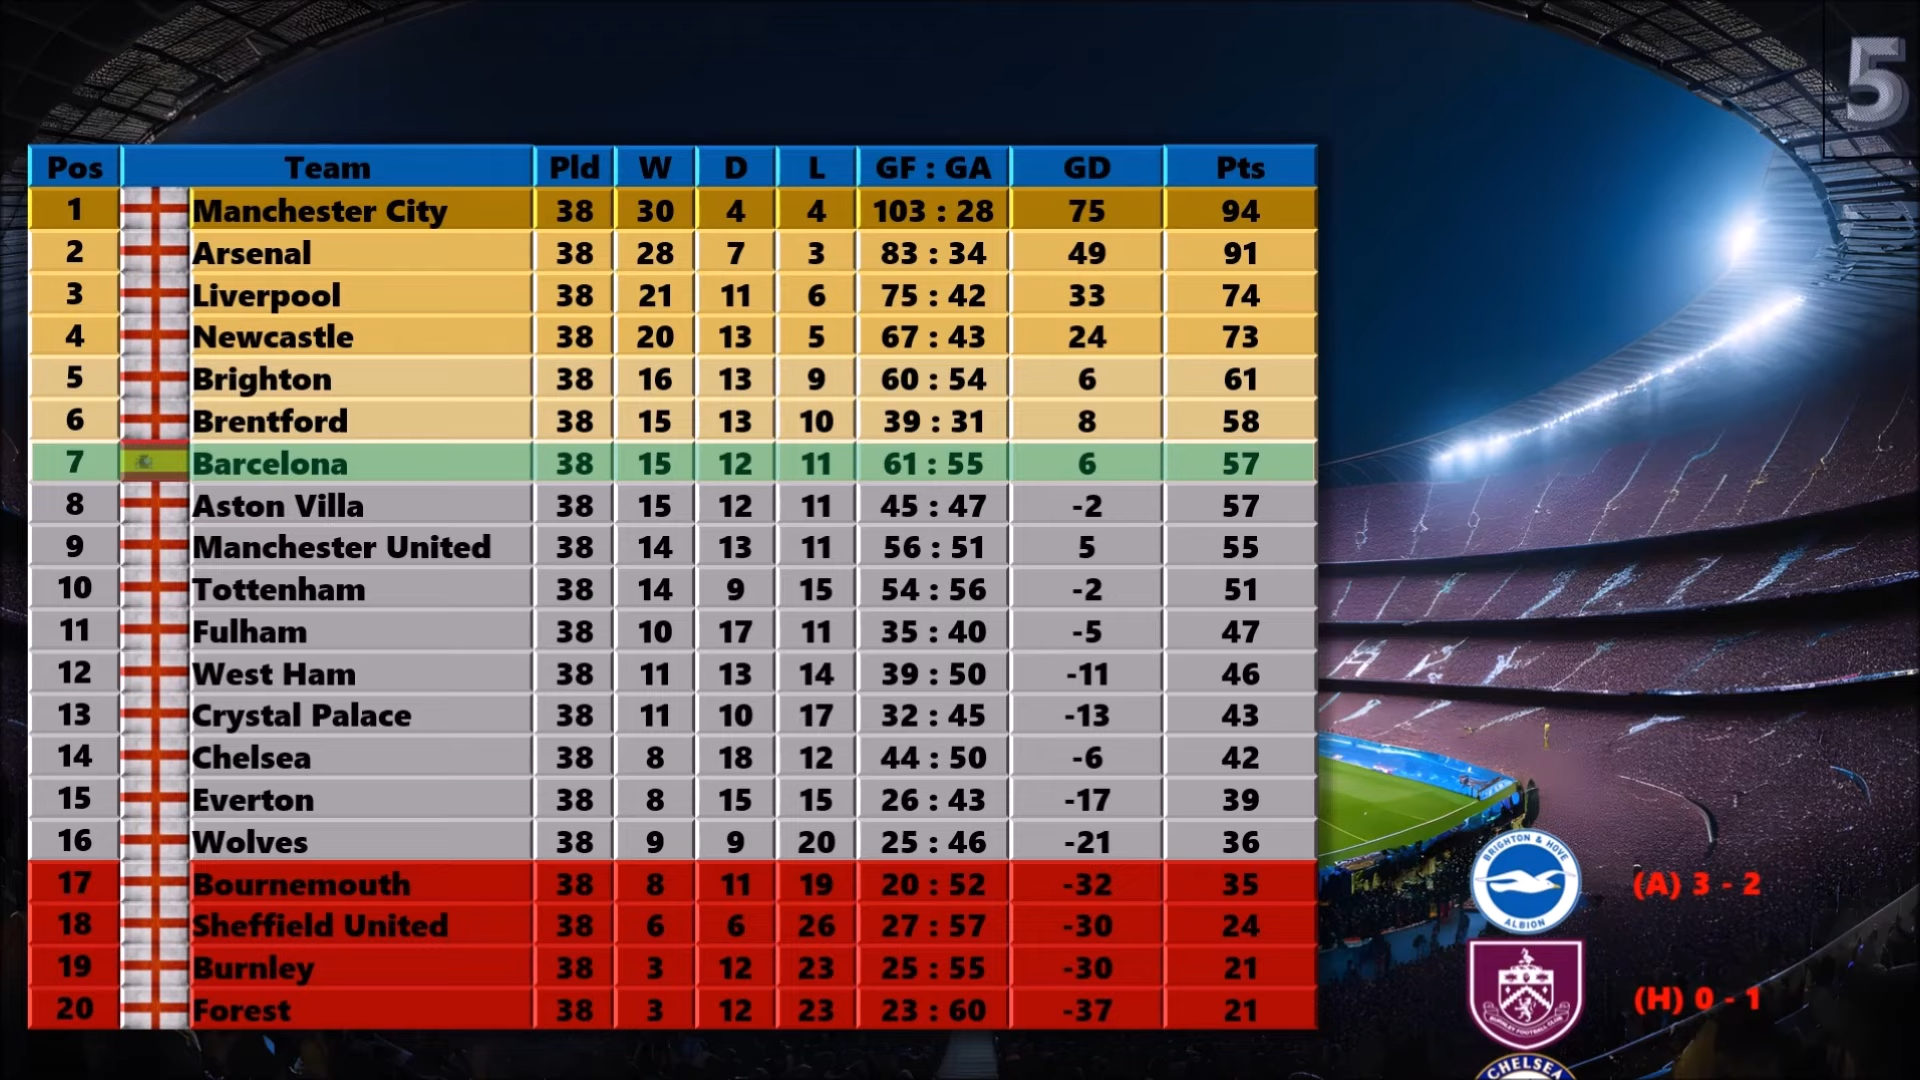 5
Pos Team Pld W D L GF : GA GD Pts
1 Manchester City 38 30 4 4 103 : 28 75 94
2 Arsenal 38 28 7 3 83 : 34 49 91
3 Liverpool 38 21 11 6 75 : 42 33 74
4 Newcastle 38 20 13 5 67 : 43 24 73
5 Brighton 38 16 13 9 60 : 54 6 61
6 Brentford 38 15 13 10 39 : 31 8 58
7 Barcelona 38 15 12 11 61 : 55 6 57
8 Aston Villa 38 15 12 11 45 : 47 -2 57
9 Manchester United 38 14 13 11 56 : 51 5 55
10 Tottenham 38 14 9 15 54 : 56 -2 51
11 Fulham 38 10 17 11 35 : 40 -5 47
12 West Ham 38 11 13 14 39 : 50 -11 46
13 Crystal Palace 38 11 10 17 32 : 45 -13 43
14 Chelsea 38 8 18 12 44 : 50 -6 42
15 Everton 38 8 15 15 26 : 43 -17 39
16 Wolves 38 9 9 20 25 : 46 -21 36
17 Bournemouth 38 8 11 19 20 : 52 -32 35
18 Sheffield United 38 6 6 26 27 : 57 -30 24
19 Burnley 38 3 12 23 25 : 55 -30 21
20 Forest 38 3 12 23 23 : 60 -37 21
BRIGHTON & HOVE
ALBION
(A) 3 - 2
BURNLEY FOOTBALL CLUB
(H) 0 - 1
CHELSEA